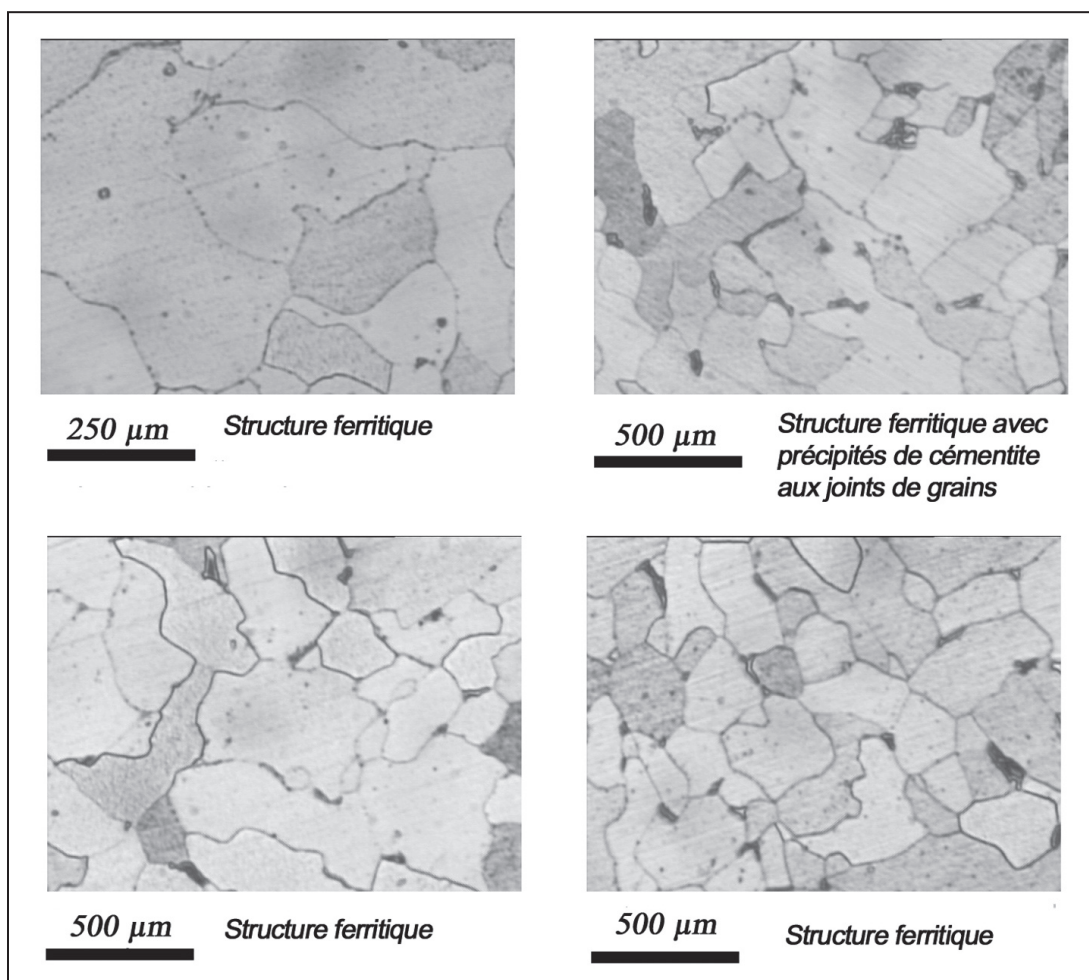 250 µm
Structure ferritique
500 µm
Structure ferritique avec
précipités de cémentite
aux joints de grains
500 µm
Structure ferritique
500 µm
Structure ferritique